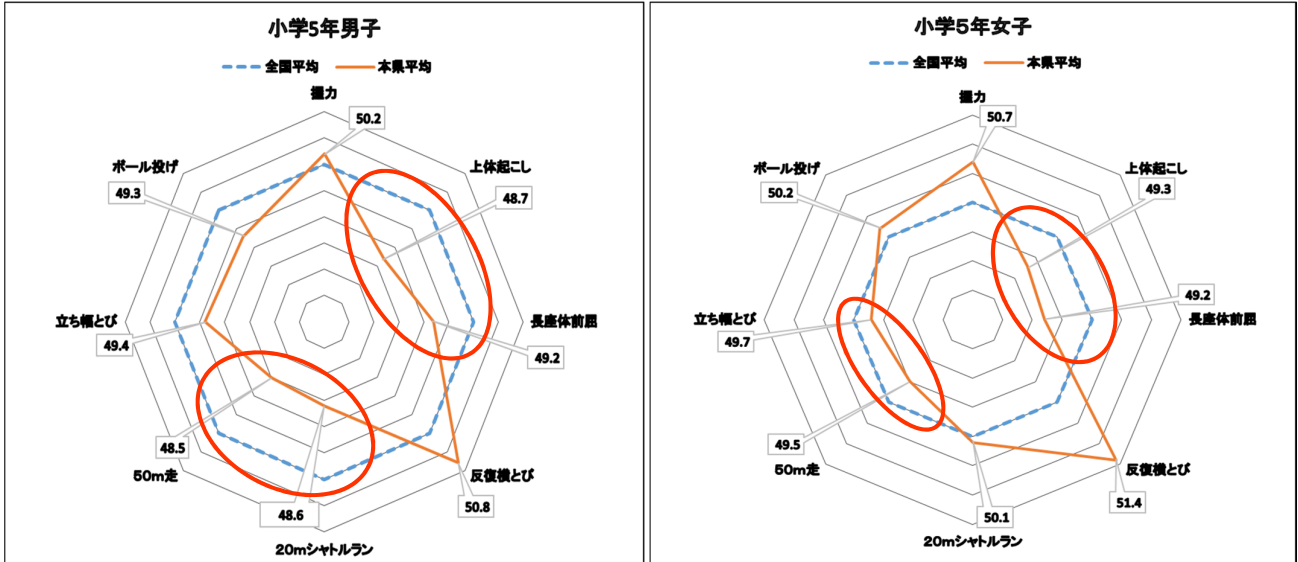 小学5年男子
全国平均 本県平均
握力
50.2
上体起こし
48.7
長座体前屈
49.2
反復横とび
50.8
20mシャトルラン
48.6
50m走
48.5
立ち幅とび
49.4
ボール投げ
49.3
小学5年女子
全国平均 本県平均
握力
50.7
上体起こし
49.3
長座体前屈
49.2
反復横とび
51.4
20mシャトルラン
50.1
50m走
49.5
立ち幅とび
49.7
ボール投げ
50.2